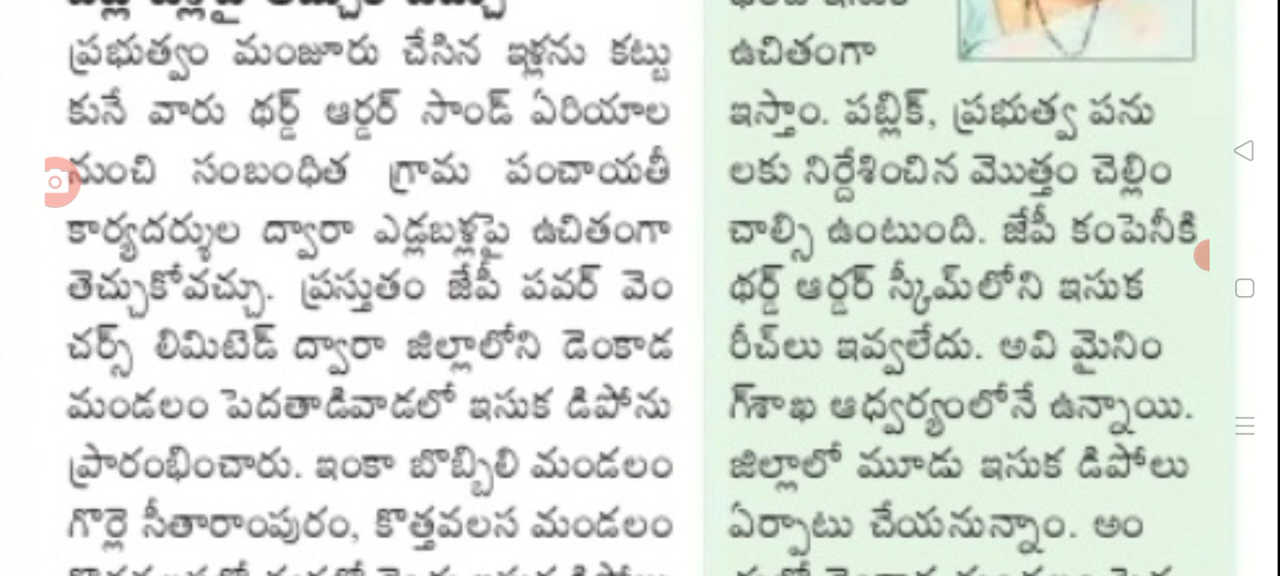 ప్రభుత్వం మంజూరు చేసిన ఇళ్లను కట్టు
కునే వారు థర్డ్ ఆర్డర్ సాండ్ ఏరియాల
నుంచి సంబంధిత గ్రామ పంచాయతీ
కార్యదర్శుల ద్వారా ఎడ్లబళ్లపై ఉచితంగా
తెచ్చుకోవచ్చు. ప్రస్తుతం జేపీ పవర్ వెం
చర్స్ లిమిటెడ్ ద్వారా జిల్లాలోని డెంకాడ
మండలం పెదతాడివాడలో ఇసుక డిపోను
ప్రారంభించారు. ఇంకా బొబ్బిలి మండలం
గొర్లె సీతారాంపురం, కొత్తవలస మండలం
ఉచితంగా
ఇస్తాం. పబ్లిక్, ప్రభుత్వ పను
లకు నిర్దేశించిన మొత్తం చెల్లిం
చాల్సి ఉంటుంది. జేపీ కంపెనీకి
థర్డ్ ఆర్డర్ స్కీమ్‌లోని ఇసుక
రీచ్‌లు ఇవ్వలేదు. అవి మైనిం
గ్‌శాఖ ఆధ్వర్యంలోనే ఉన్నాయి.
జిల్లాలో మూడు ఇసుక డిపోలు
ఏర్పాటు చేయనున్నాం. అం